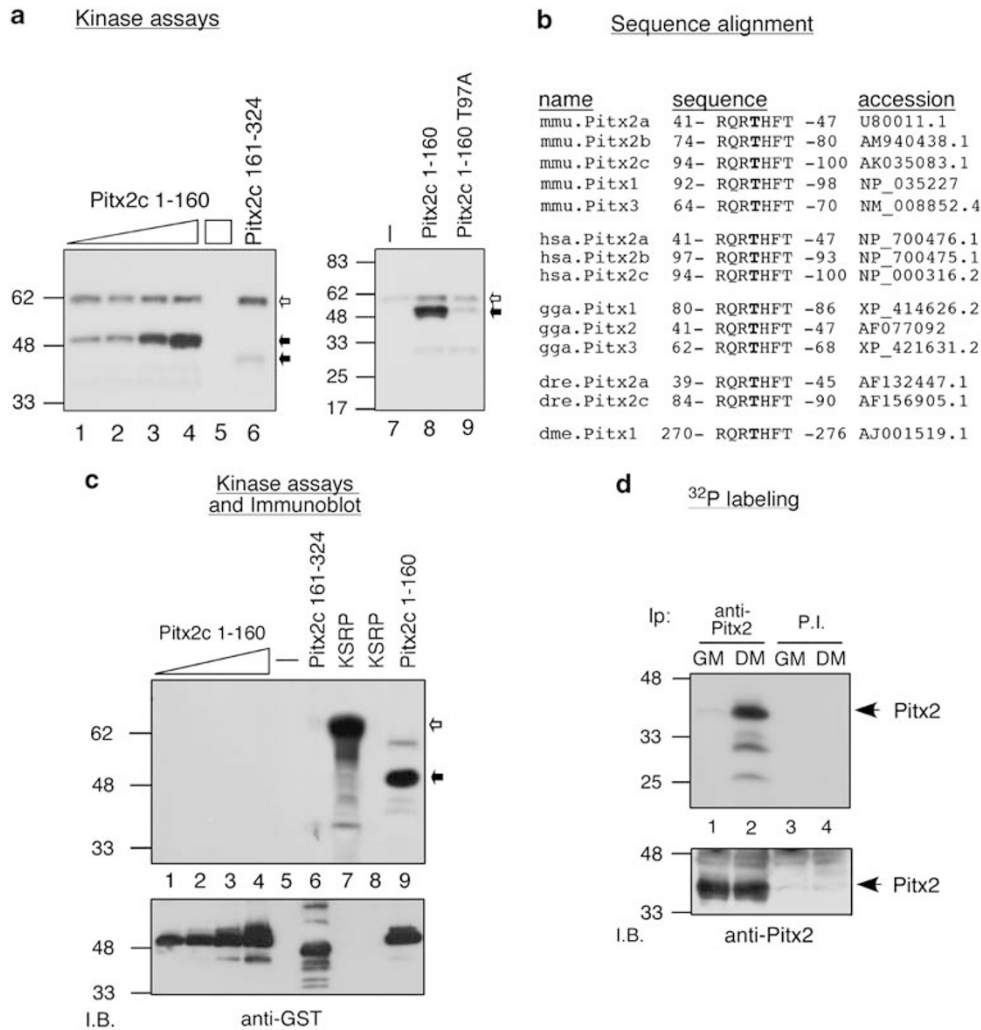 a
Kinase assays
Pitx2c 1-160
Pitx2c 161-324
62
48
33
1 2 3 4 5 6
–
Pitx2c 1-160
Pitx2c 1-160 T97A
83
62
48
33
25
17
7 8 9
b
Sequence alignment
name sequence accession
mmu.Pitx2a 41- RQRTHFT -47 U80011.1
mmu.Pitx2b 74- RQRTHFT -80 AM940438.1
mmu.Pitx2c 94- RQRTHFT -100 AK035083.1
mmu.Pitx1 92- RQRTHFT -98 NP_035227
mmu.Pitx3 64- RQRTHFT -70 NM_008852.4
hsa.Pitx2a 41- RQRTHFT -47 NP_700476.1
hsa.Pitx2b 97- RQRTHFT -93 NP_700475.1
hsa.Pitx2c 94- RQRTHFT -100 NP_000316.2
gga.Pitx1 80- RQRTHFT -86 XP_414626.2
gga.Pitx2 41- RQRTHFT -47 AF077092
gga.Pitx3 62- RQRTHFT -68 XP_421631.2
dre.Pitx2a 39- RQRTHFT -45 AF132447.1
dre.Pitx2c 84- RQRTHFT -90 AF156905.1
dme.Pitx1 270- RQRTHFT -276 AJ001519.1
c
Kinase assays
and Immunoblot
Pitx2c 1-160
—
Pitx2c 161-324
KSRP
KSRP
Pitx2c 1-160
62
48
33
1 2 3 4 5 6 7 8 9
48
33
I.B. anti-GST
d
32P labeling
Ip: anti-Pitx2 P.I.
GM DM GM DM
48
33
25
Pitx2
1 2 3 4
48
33
Pitx2
I.B. anti-Pitx2